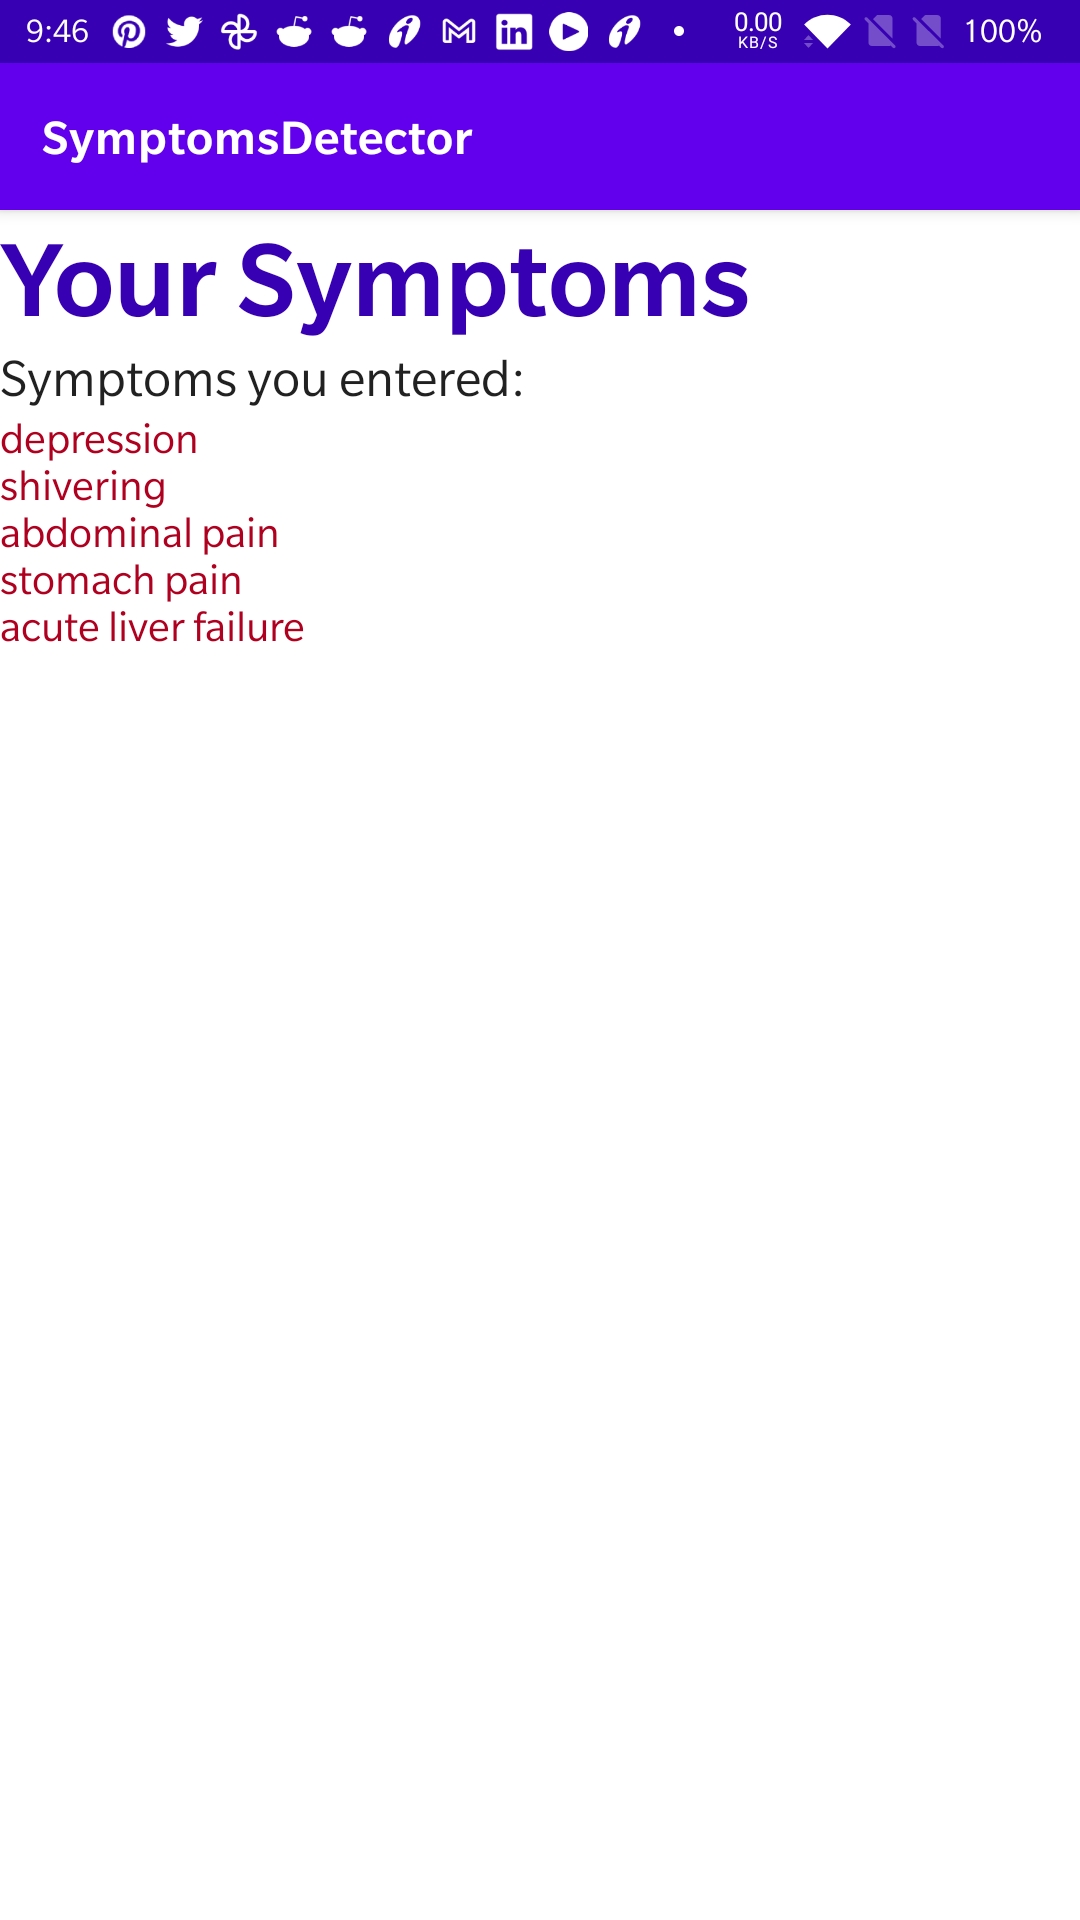 9:46 0.00 KB/S 100%
SymptomsDetector
Your Symptoms
Symptoms you entered:
depression
shivering
abdominal pain
stomach pain
acute liver failure